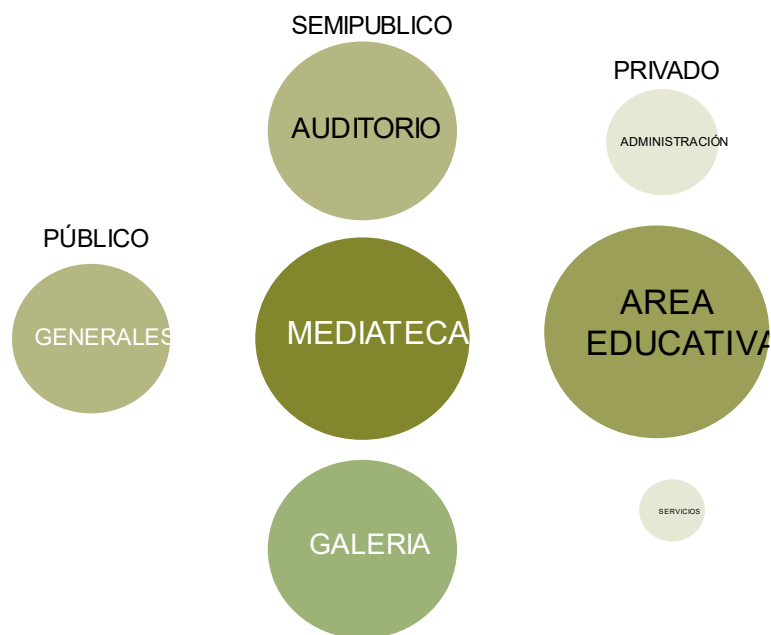 SEMIPUBLICO
PRIVADO
AUDITORIO
ADMINISTRACIÓN
PÚBLICO
GENERALES
MEDIATECA
AREA
EDUCATIVA
SERVICIOS
GALERIA